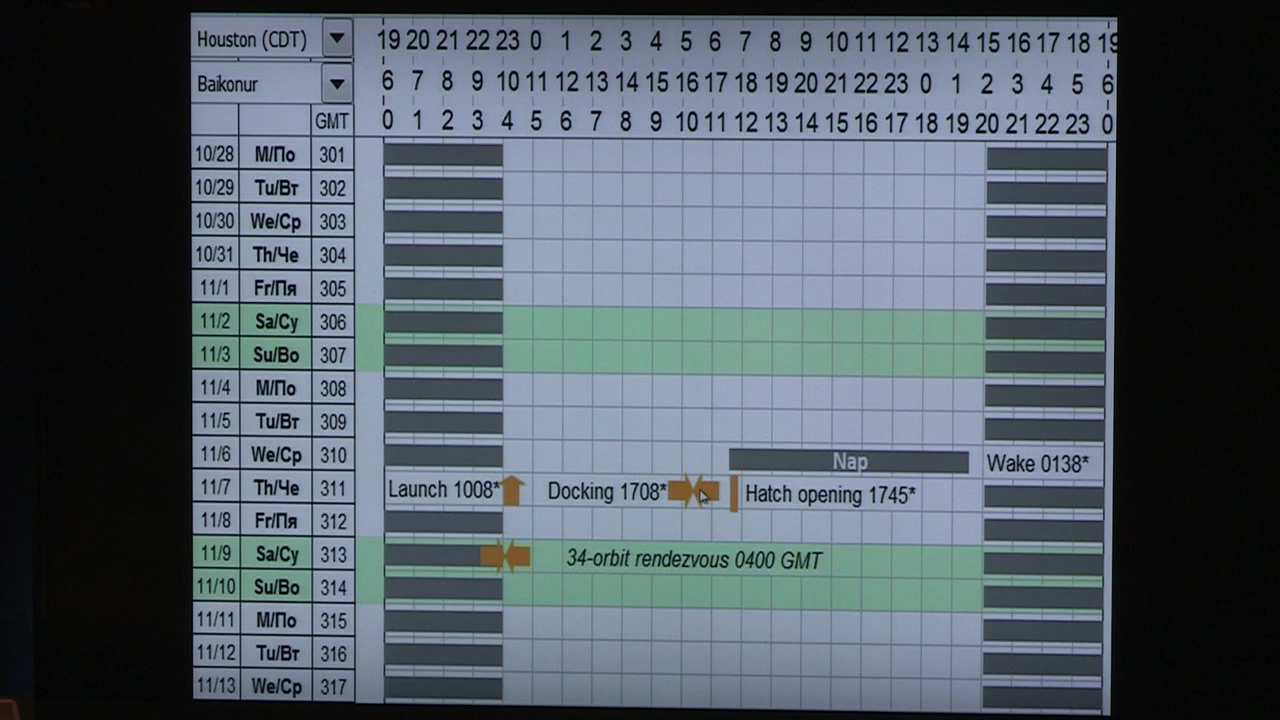 Houston (CDT) 19 20 21 22 23 0 1 2 3 4 5 6 7 8 9 10 11 12 13 14 15 16 17 18 19
Baikonur 6 7 8 9 10 11 12 13 14 15 16 17 18 19 20 21 22 23 0 1 2 3 4 5 6
GMT 0 1 2 3 4 5 6 7 8 9 10 11 12 13 14 15 16 17 18 19 20 21 22 23 0
10/28 M/По 301
10/29 Tu/Вт 302
10/30 We/Ср 303
10/31 Th/Че 304
11/1 Fr/Пя 305
11/2 Sa/Су 306
11/3 Su/Во 307
11/4 M/По 308
11/5 Tu/Вт 309
11/6 We/Ср 310 Nap Wake 0138*
11/7 Th/Че 311 Launch 1008* Docking 1708* Hatch opening 1745*
11/8 Fr/Пя 312
11/9 Sa/Су 313 34-orbit rendezvous 0400 GMT
11/10 Su/Во 314
11/11 M/По 315
11/12 Tu/Вт 316
11/13 We/Ср 317